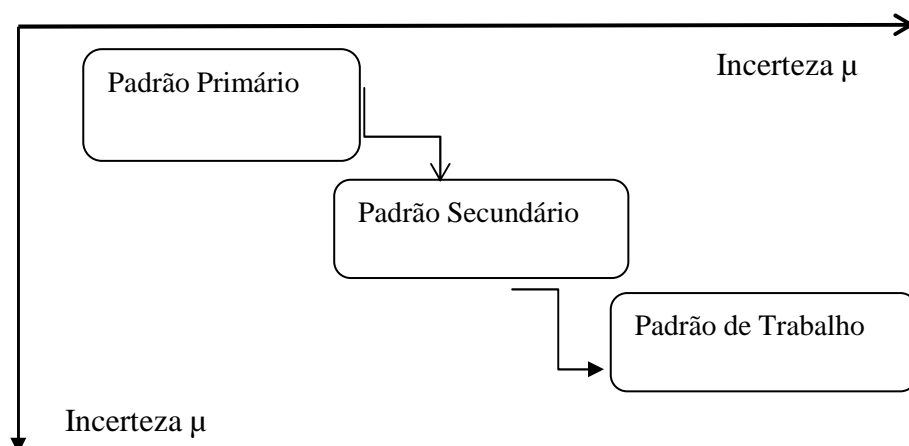 Padrão Primário
Incerteza μ
Padrão Secundário
Padrão de Trabalho
Incerteza μ